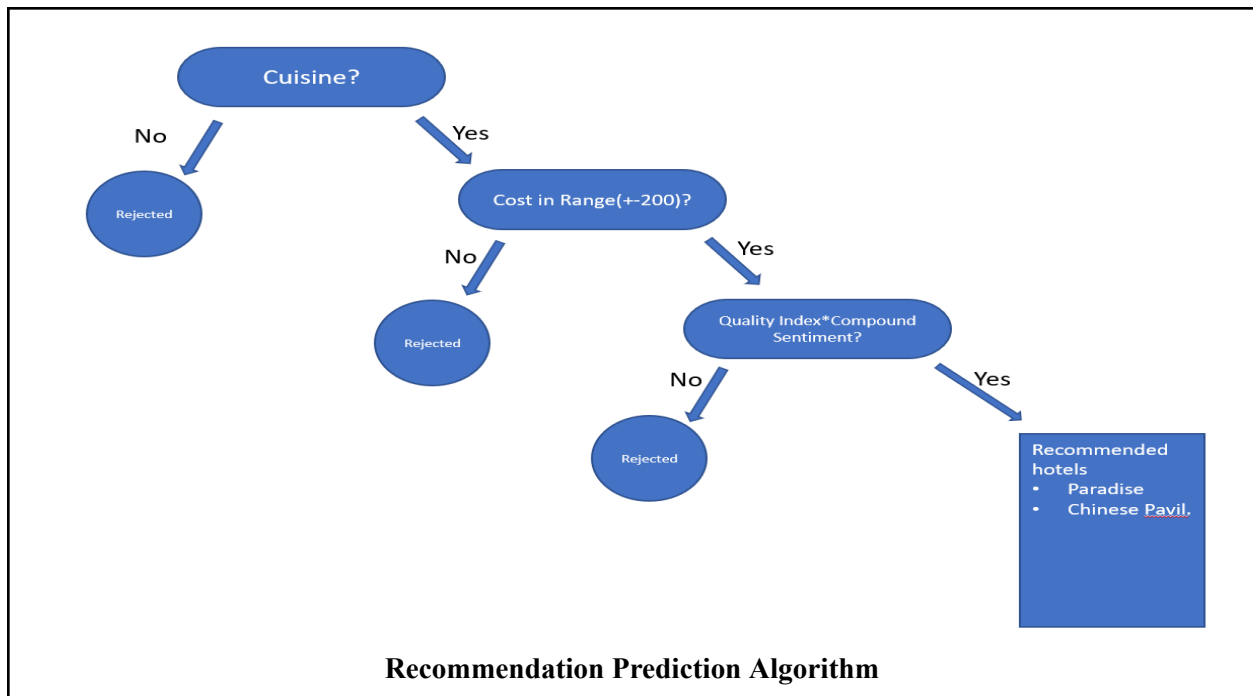 Cuisine?
No
Yes
Rejected
Cost in Range(+-200)?
No
Yes
Rejected
Quality Index*Compound
Sentiment?
No
Yes
Rejected
Recommended
hotels
• Paradise
• Chinese Pavil.
Recommendation Prediction Algorithm